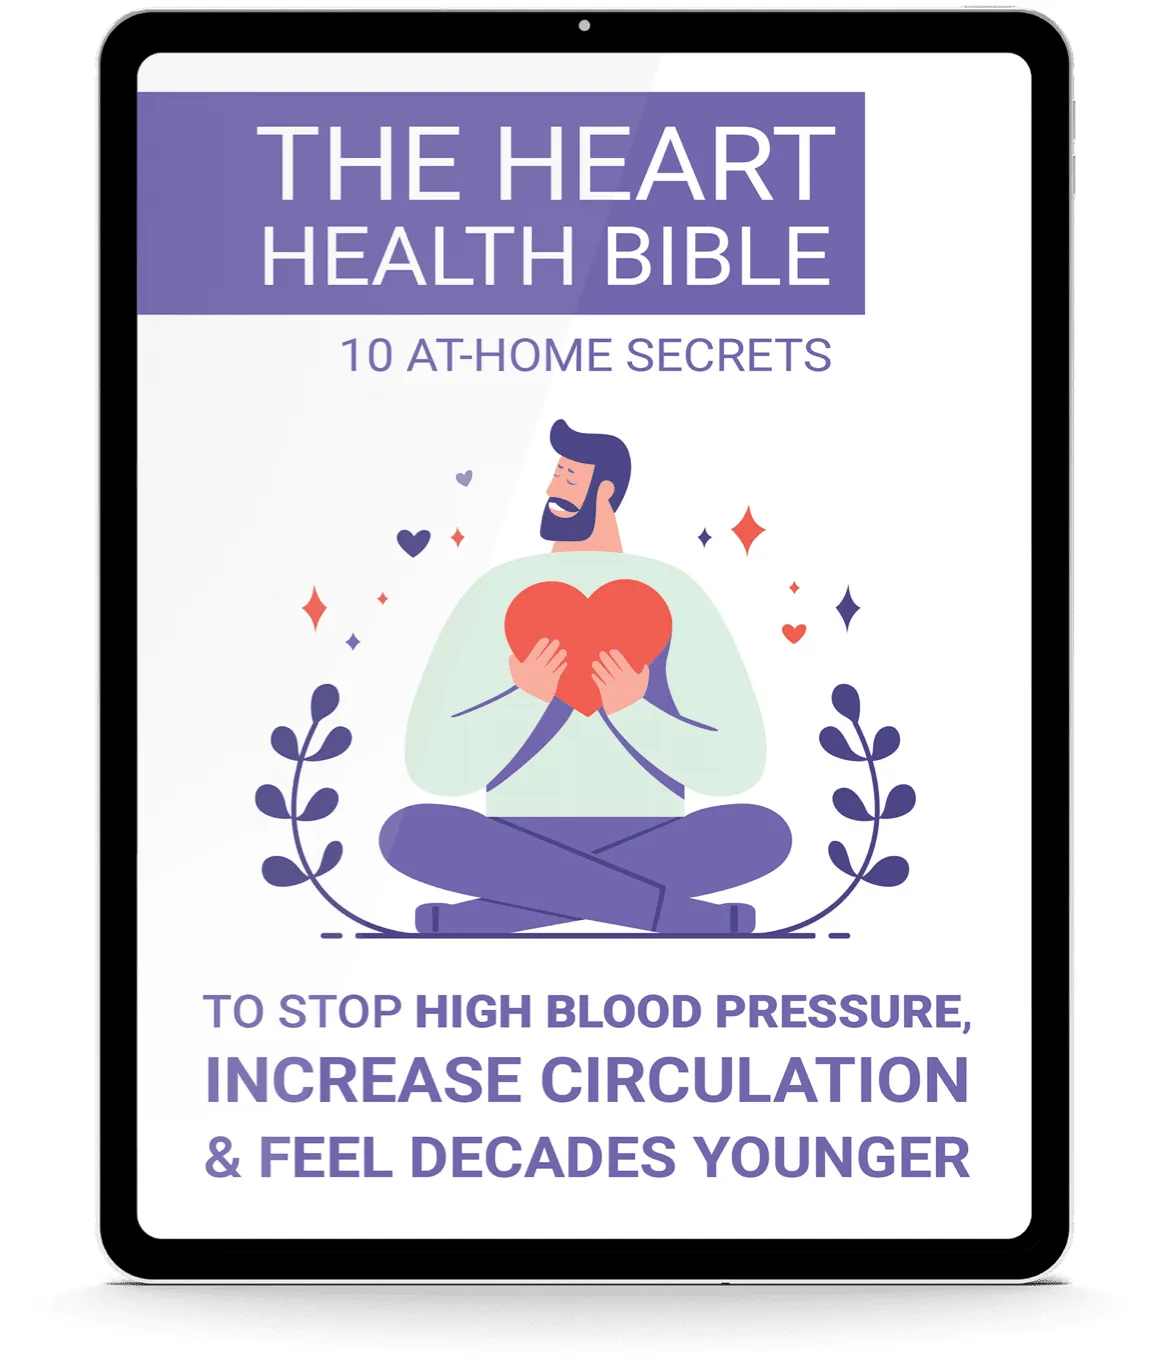 THE HEART
HEALTH BIBLE
10 AT-HOME SECRETS
TO STOP HIGH BLOOD PRESSURE,
INCREASE CIRCULATION
& FEEL DECADES YOUNGER